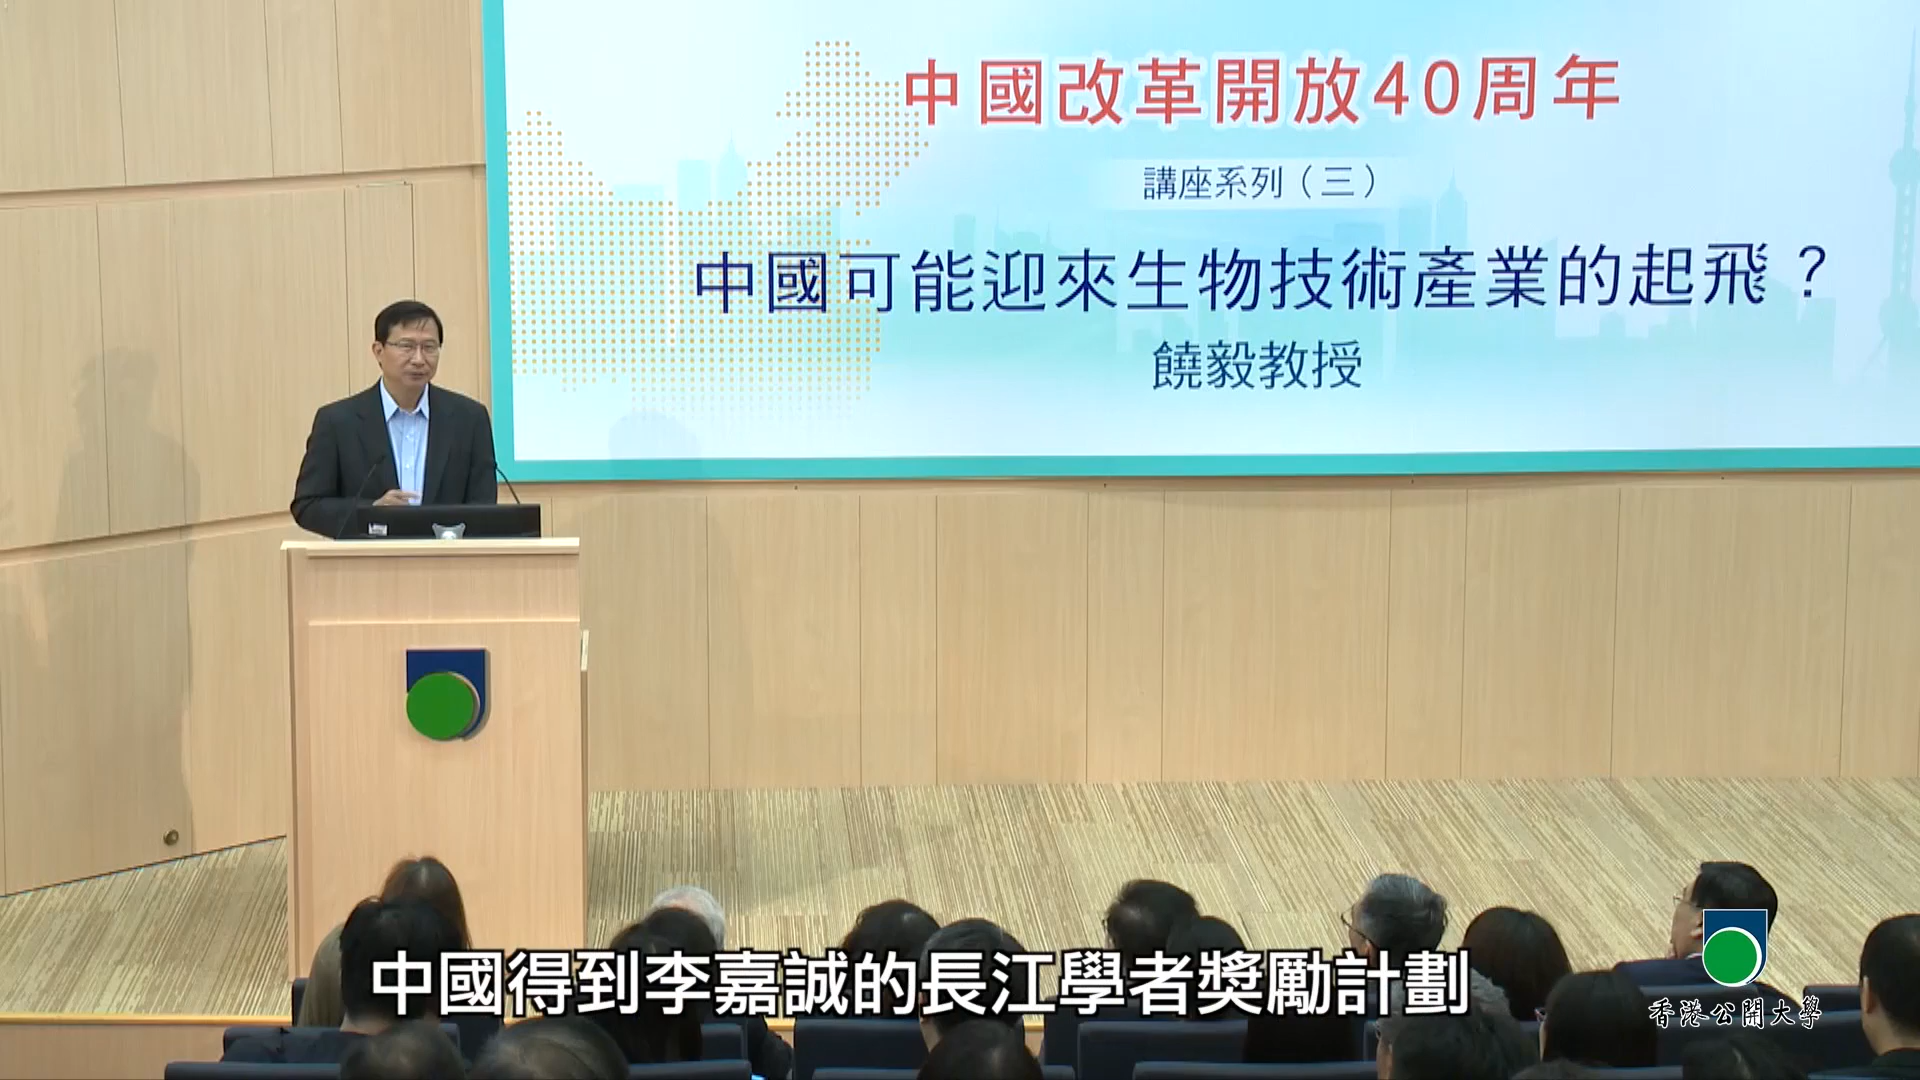 中國改革開放40周年
講座系列（三）
中國可能迎來生物技術產業的起飛？
饒毅教授
中國得到李嘉誠的長江學者獎勵計劃
香港公開大學